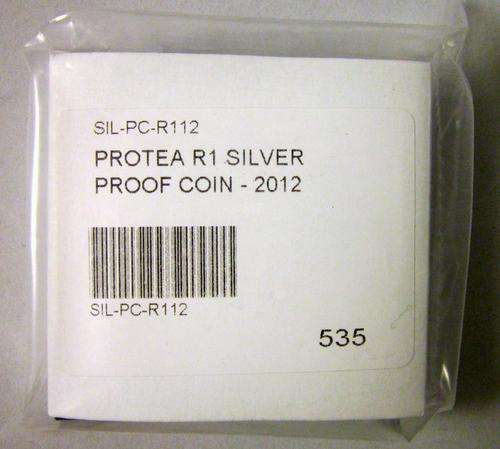 SIL-PC-R112
PROTEA R1 SILVER
PROOF COIN - 2012
SIL-PC-R112
535